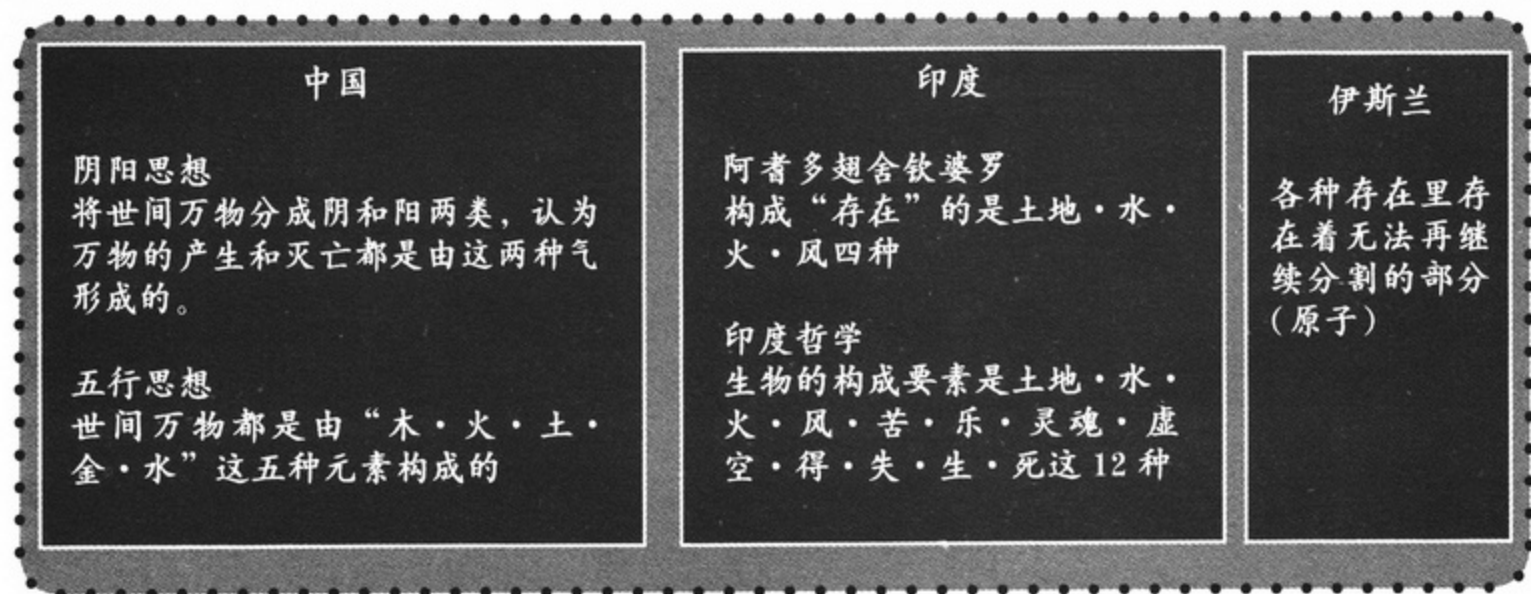 中国
阴阳思想
将世间万物分成阴和阳两类，认为
万物的产生和灭亡都是由这两种气
形成的。
五行思想
世间万物都是由“木·火·土·
金·水”这五种元素构成的
印度
阿耆多翅舍钦婆罗
构成“存在”的是土地·水·
火·风四种
印度哲学
生物的构成要素是土地·水·
火·风·苦·乐·灵魂·虚
空·得·失·生·死这12种
伊斯兰
各种存在里存
在着无法再继
续分割的部分
（原子）